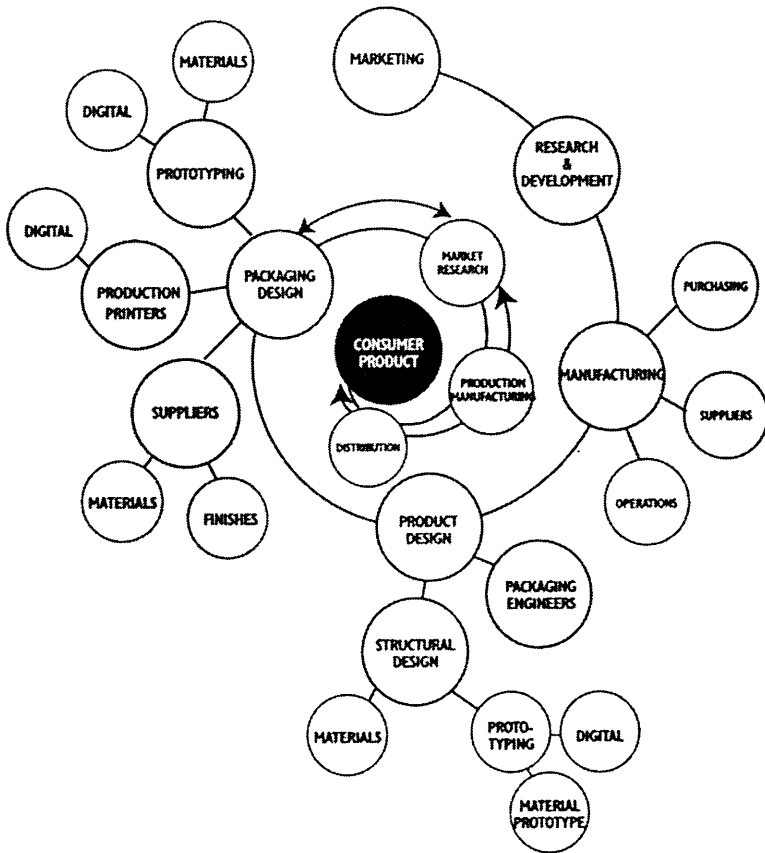 MATERIALS
MARKETING
DIGITAL
RESEARCH
&
DEVELOPMENT
PROTOTYPING
DIGITAL
MARKET
RESEARCH
PACKAGING
DESIGN
PURCHASING
PRODUCTION
PRINTERS
CONSUMER
PRODUCT
MANUFACTURING
PRODUCTION
MANUFACTURING
SUPPLIERS
SUPPLIERS
DISTRIBUTION
MATERIALS
FINISHES
OPERATIONS
PRODUCT
DESIGN
PACKAGING
ENGINEERS
STRUCTURAL
DESIGN
MATERIALS
PROTO-
TYPING
DIGITAL
MATERIAL
PROTOTYPE